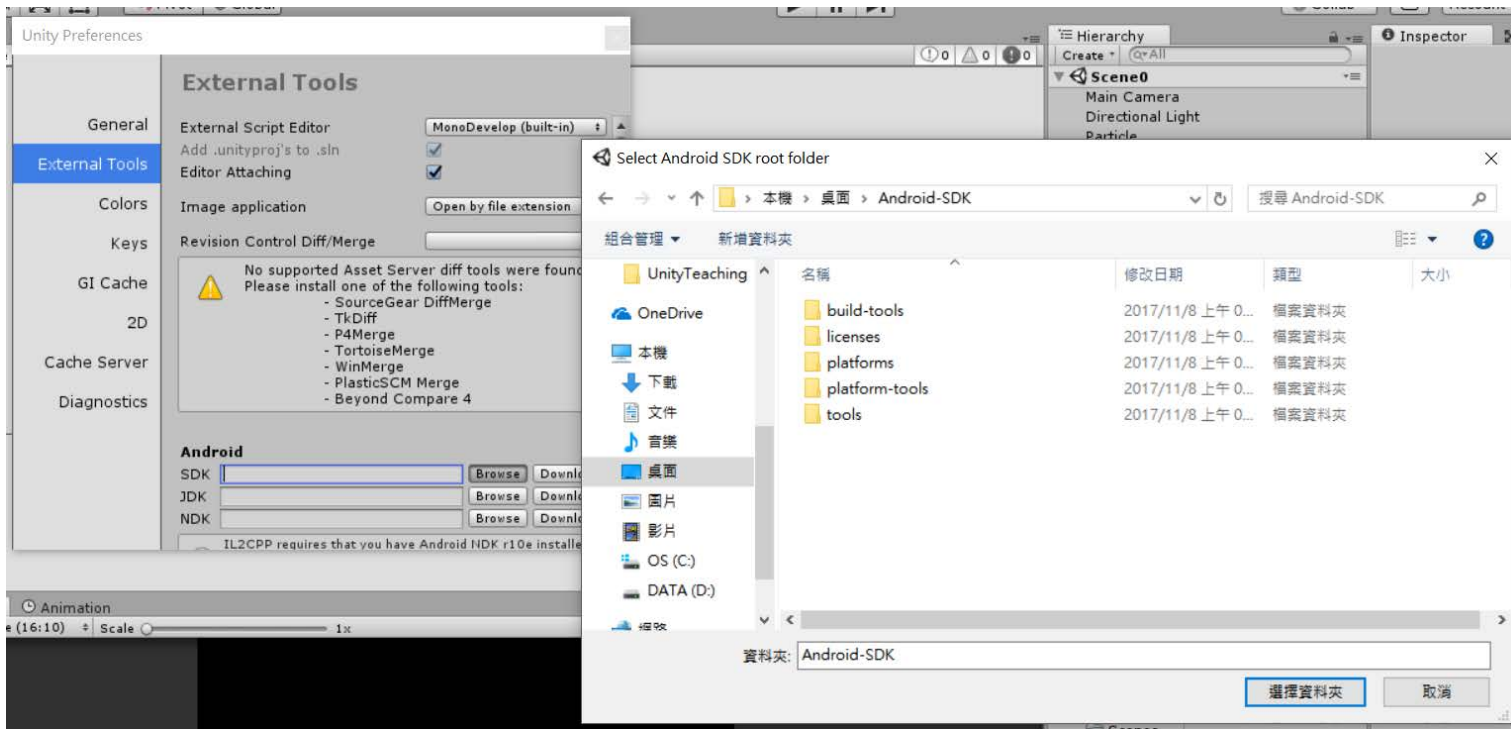 Unity Preferences
External Tools
General
External Tools
Colors
Keys
GI Cache
2D
Cache Server
Diagnostics
External Script Editor
MonoDevelop (built-in)
Add .unityproj's to .sln
Editor Attaching
Image application
Open by file extension
Revision Control Diff/Merge
No supported Asset Server diff tools were found
Please install one of the following tools:
- SourceGear DiffMerge
- TkDiff
- P4Merge
- TortoiseMerge
- WinMerge
- PlasticSCM Merge
- Beyond Compare 4
Android
SDK Browse
JDK Browse
NDK Browse
IL2CPP requires that you have Android NDK r10e
Animation
(16:10) Scale 1x
0 0 0
Hierarchy
Create All
Scene0
Main Camera
Directional Light
Particle
Inspector
Select Android SDK root folder
本機 > 桌面 > Android-SDK
搜尋 Android-SDK
組合管理 新增資料夾
UnityTeaching
OneDrive
本機
下載
文件
音樂
桌面
圖片
影片
OS (C:)
DATA (D:)
網路
名稱 修改日期 類型 大小
build-tools 2017/11/8 上午 0... 檔案資料夾
licenses 2017/11/8 上午 0... 檔案資料夾
platforms 2017/11/8 上午 0... 檔案資料夾
platform-tools 2017/11/8 上午 0... 檔案資料夾
tools 2017/11/8 上午 0... 檔案資料夾
資料夾: Android-SDK
選擇資料夾 取消